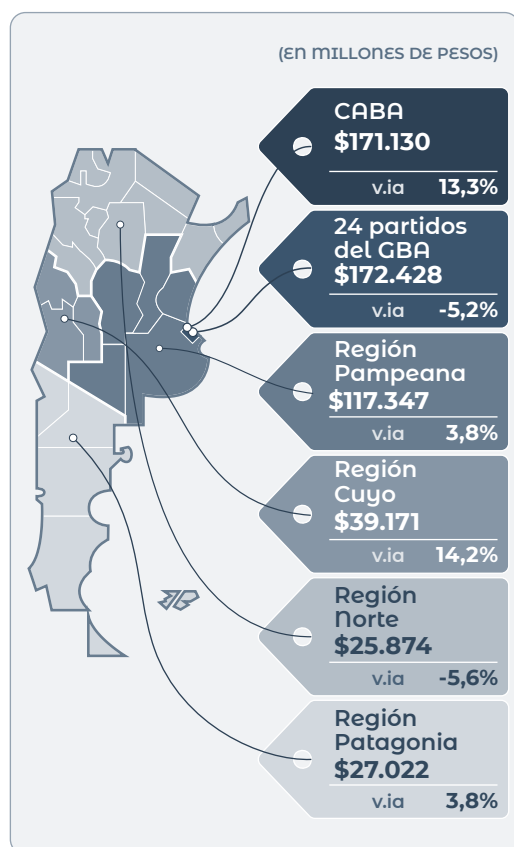 (EN MILLONES DE PESOS)
CABA
$171.130
v.ia 13,3%
24 partidos
del GBA
$172.428
v.ia -5,2%
Región
Pampeana
$117.347
v.ia 3,8%
Región
Cuyo
$39.171
v.ia 14,2%
Región
Norte
$25.874
v.ia -5,6%
Región
Patagonia
$27.022
v.ia 3,8%